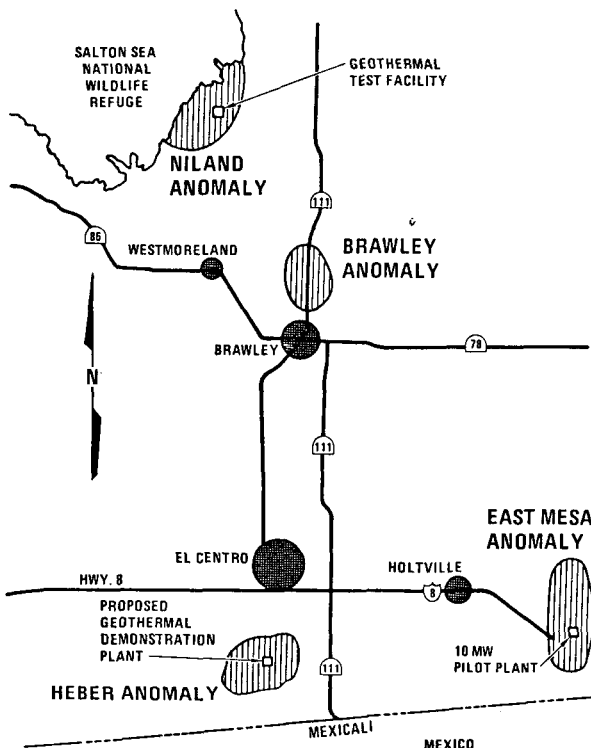 SALTON SEA
NATIONAL
WILDLIFE
REFUGE
GEOTHERMAL
TEST FACILITY
NILAND
ANOMALY
111
86
WESTMORELAND
BRAWLEY
ANOMALY
BRAWLEY
78
N
111
EAST MESA
ANOMALY
EL CENTRO
HOLTVILLE
HWY. 8
8
PROPOSED
GEOTHERMAL
DEMONSTRATION
PLANT
10 MW
PILOT PLANT
111
HEBER ANOMALY
MEXICALI
MEXICO